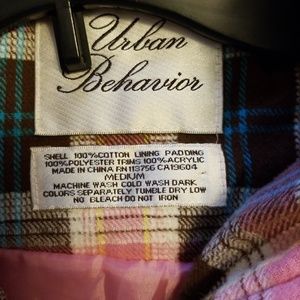 Urban
Behavior
SHELL 100%COTTON LINING PADDING
100%POLYESTER TRIMS 100%ACRYLIC
MADE IN CHINA RN 113756 CA19604
MEDIUM
MACHINE WASH COLD WASH DARK
COLORS SEPARATELY TUMBLE DRY LOW
NO BLEACH DO NOT IRON